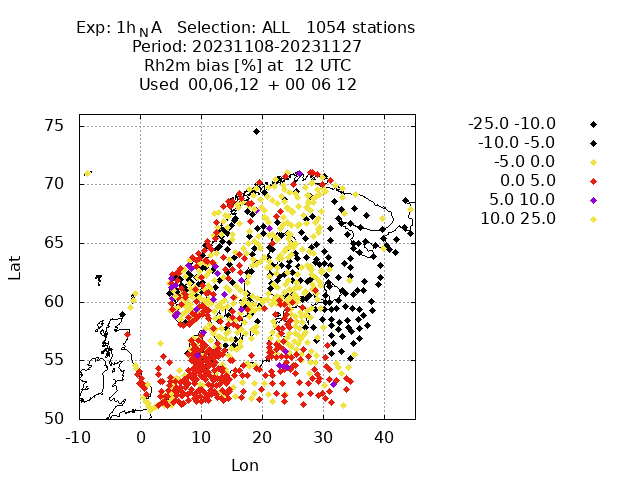 Exp: 1h N A   Selection: ALL   1054 stations
Period: 20231108-20231127
Rh2m bias [%] at  12 UTC
Used  00,06,12  + 00 06 12
-25.0 -10.0
-10.0 -5.0
-5.0 0.0
0.0 5.0
5.0 10.0
10.0 25.0
75
70
65
60
55
50
Lat
-10 0 10 20 30 40
Lon